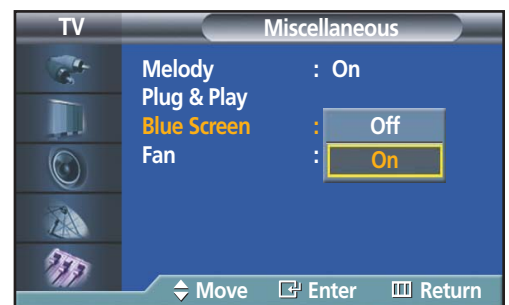 TV Miscellaneous
Melody : On
Plug & Play
Blue Screen : Off
Fan : On
Move Enter Return